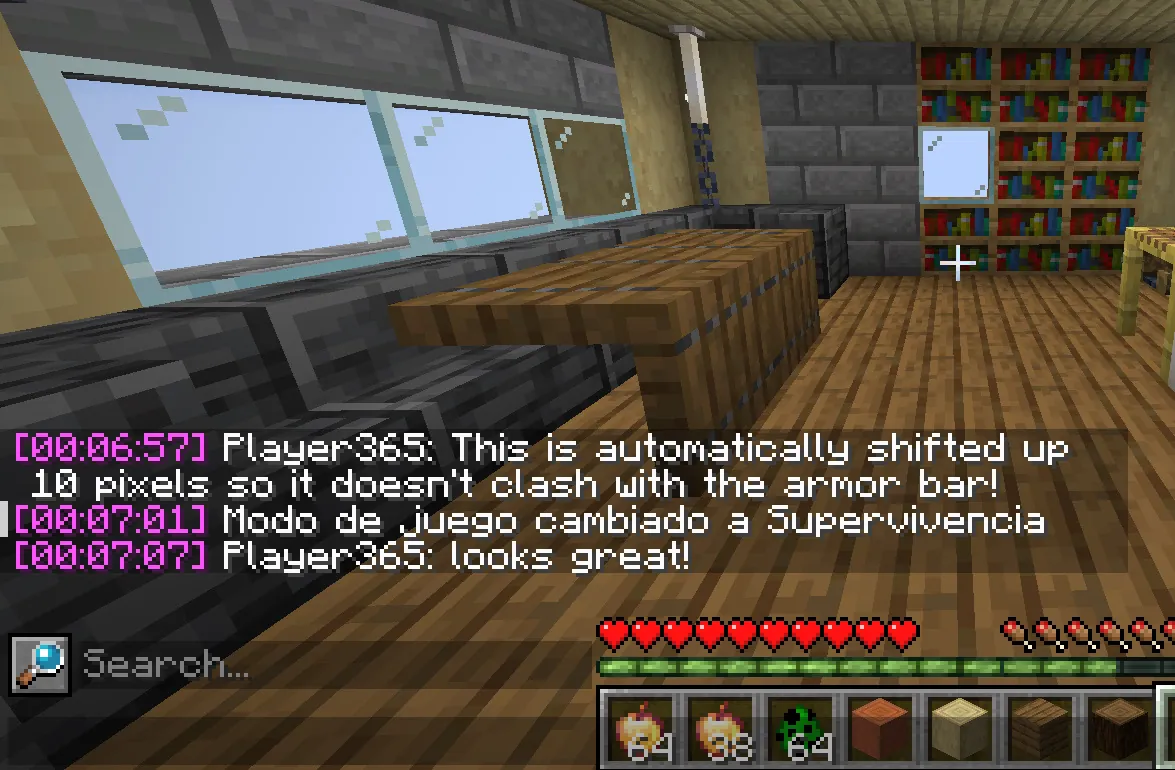 [00:06:57] Player365: This is automatically shifted up
10 pixels so it doesn't clash with the armor bar!
[00:07:01] Modo de juego cambiado a Supervivencia
[00:07:07] Player365: looks great!
Search...
64 38 64